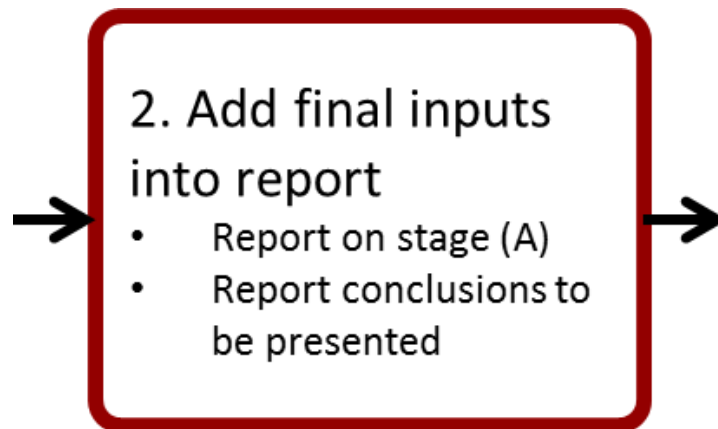 2. Add final inputs
into report
• Report on stage (A)
• Report conclusions to
be presented